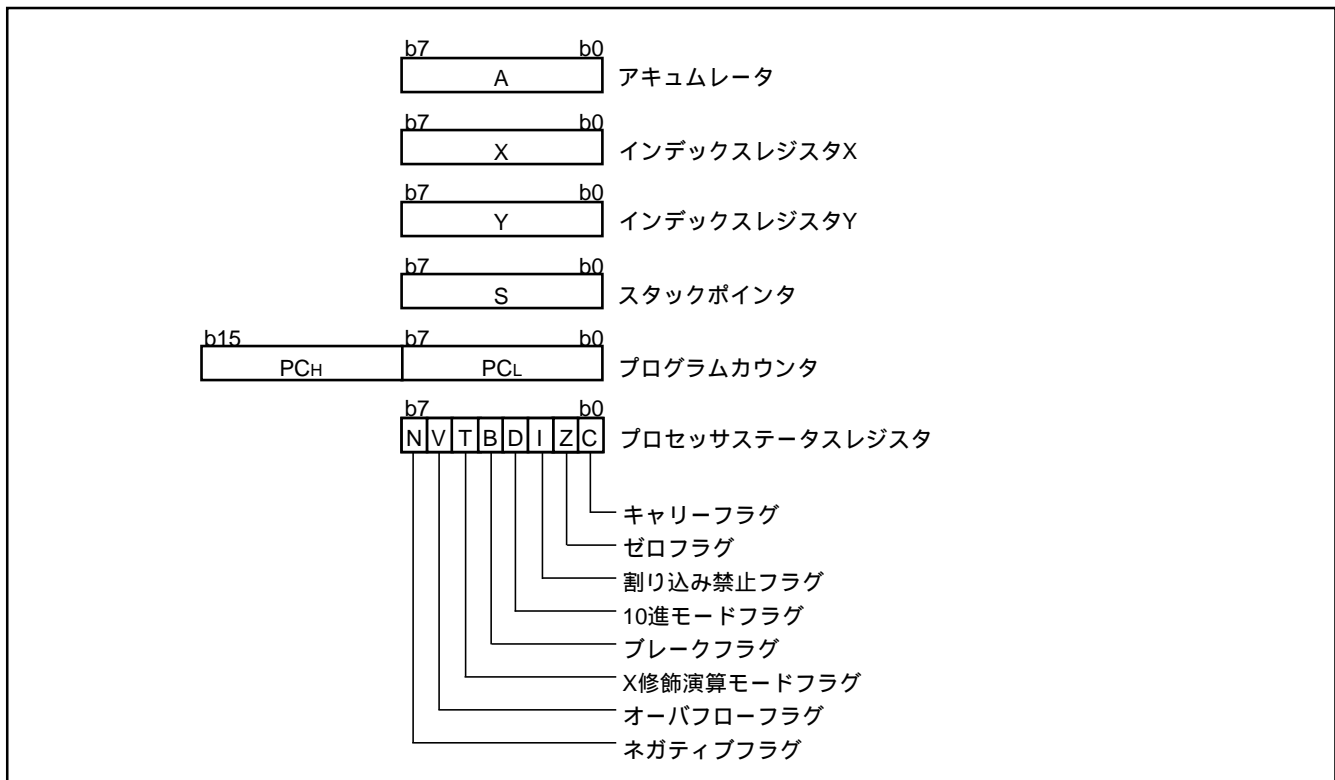 b7 b0
A アキュムレータ
b7 b0
X インデックスレジスタX
b7 b0
Y インデックスレジスタY
b7 b0
S スタックポインタ
b15 b7 b0
PCH PCL プログラムカウンタ
b7 b0
N V T B D I Z C プロセッサステータスレジスタ
キャリーフラグ
ゼロフラグ
割り込み禁止フラグ
10進モードフラグ
ブレークフラグ
X修飾演算モードフラグ
オーバフローフラグ
ネガティブフラグ